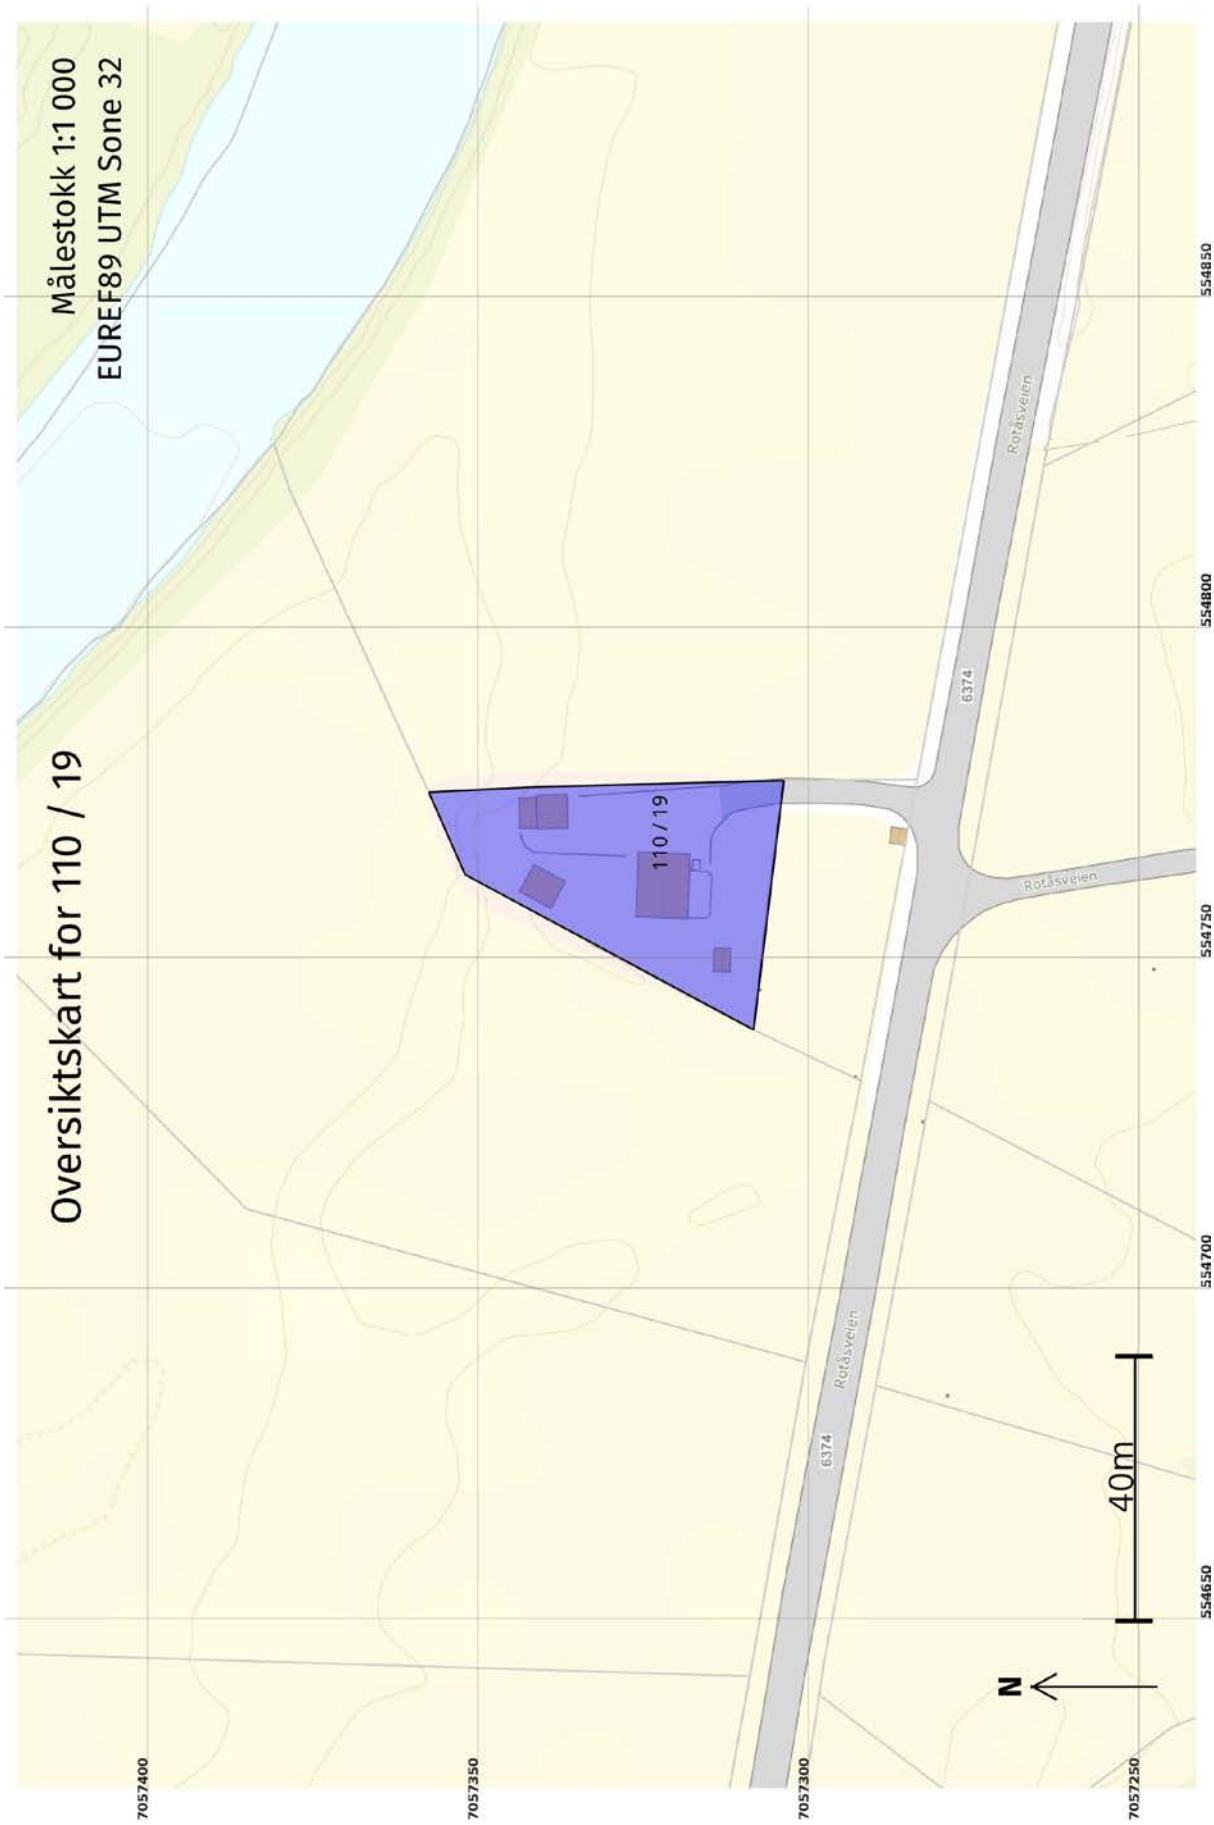 Oversiktskart for 110 / 19
Målestokk 1:1 000
EUREF89 UTM Sone 32
7057400
7057350
7057300
7057250
110 / 19
6374
Rotåsveien
6374
Rotåsveien
Rotåsveien
N
40m
554650
554700
554750
554800
554850